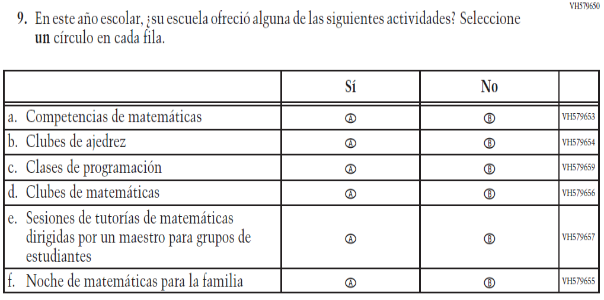 VH579650
9. En este año escolar, ¿su escuela ofreció alguna de las siguientes actividades? Seleccione
un círculo en cada fila.
Sí No
a. Competencias de matemáticas A B VH579653
b. Clubes de ajedrez A B VH579654
c. Clases de programación A B VH579659
d. Clubes de matemáticas A B VH579656
e. Sesiones de tutorías de matemáticas
dirigidas por un maestro para grupos de A B VH579657
estudiantes
f. Noche de matemáticas para la familia A B VH579655